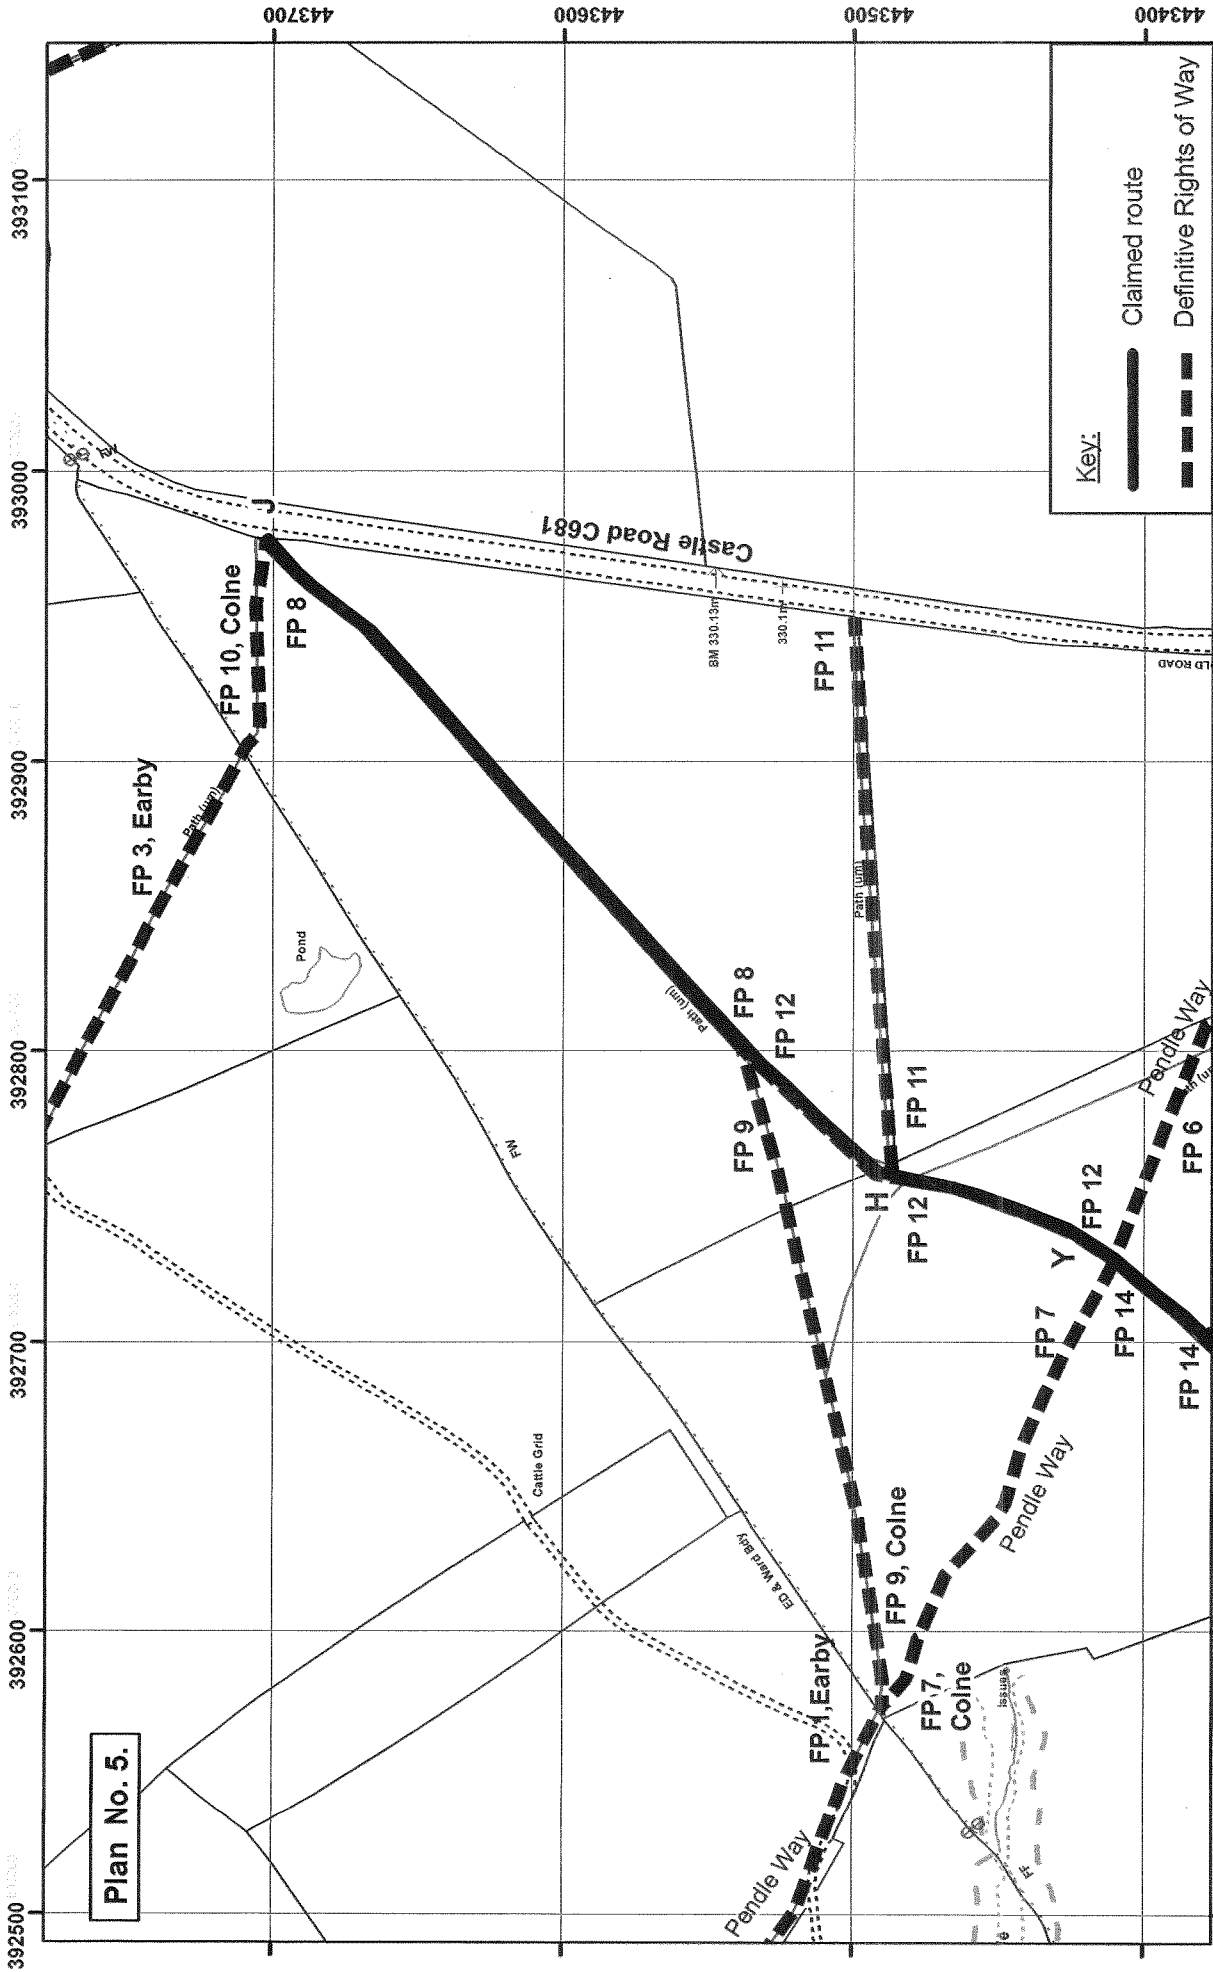 Plan No. 5.
392500
392600
392700
392800
392900
393000
393100
443700
443600
443500
443400
FP 3, Earby
Path (um)
FP 10, Colne
FP 8
J
FW
Pond
FW
Cattle Grid
ED & Ward Bdy
Castle Road C681
BM 330.13m
330.1m
FP 11
Path (um)
FP 8
Path (um)
FP 12
FP 9
FP 11
H
FP 12
Y
FP 12
FP 7
FP 14
FP 14
FP 6
Pendle Way
Pendle Way
FP 9, Colne
FP 1, Earby
FP 7,
Colne
Issues
FF
Pendle Way
Key:
Claimed route
Definitive Rights of Way